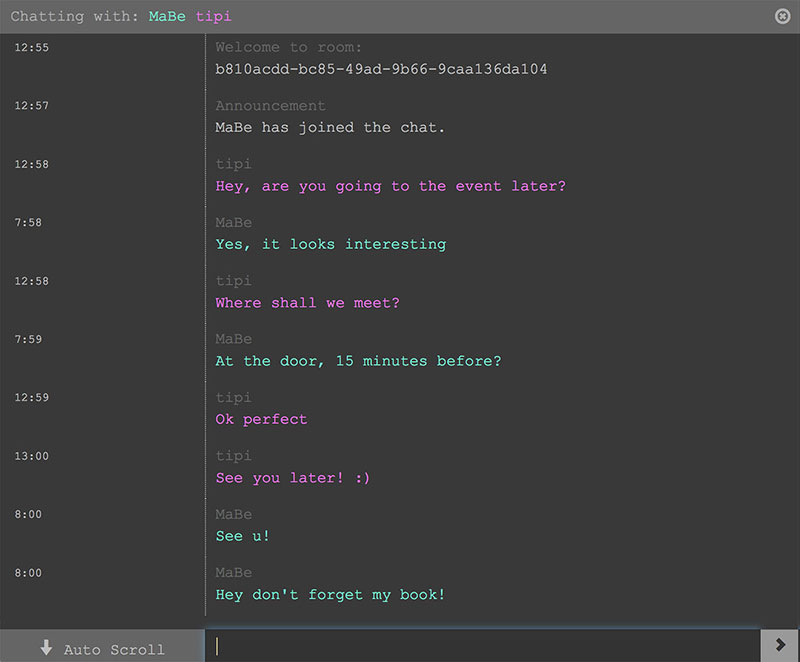 Chatting with: MaBe tipi
12:55 Welcome to room:
b810acdd-bc85-49ad-9b66-9caa136da104
12:57 Announcement
MaBe has joined the chat.
12:58 tipi
Hey, are you going to the event later?
7:58 MaBe
Yes, it looks interesting
12:58 tipi
Where shall we meet?
7:59 MaBe
At the door, 15 minutes before?
12:59 tipi
Ok perfect
13:00 tipi
See you later! :)
8:00 MaBe
See u!
8:00 MaBe
Hey don't forget my book!
Auto Scroll